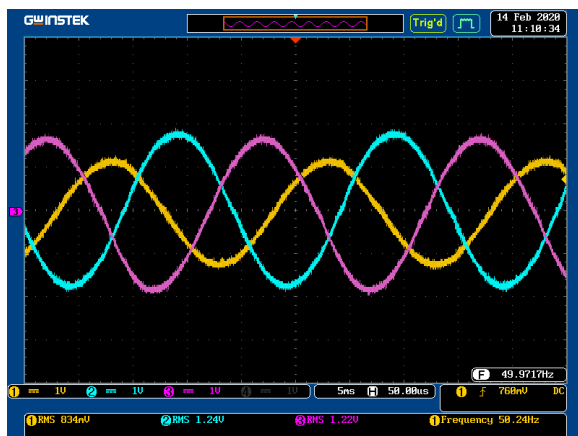 GWINSTEK
Trig'd
14 Feb 2020
11:10:34
3
F 49.9717Hz
1 1V 2 1V 3 1V 4 1V 5ms H 50.00us 1 760mV DC
1 RMS 834mV 2 RMS 1.24V 3 RMS 1.22V 1 Frequency 50.24Hz